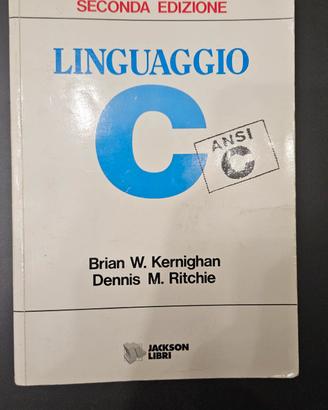 SECONDA EDIZIONE
LINGUAGGIO
C
ANSI
C
Brian W. Kernighan
Dennis M. Ritchie
JACKSON
LIBRI